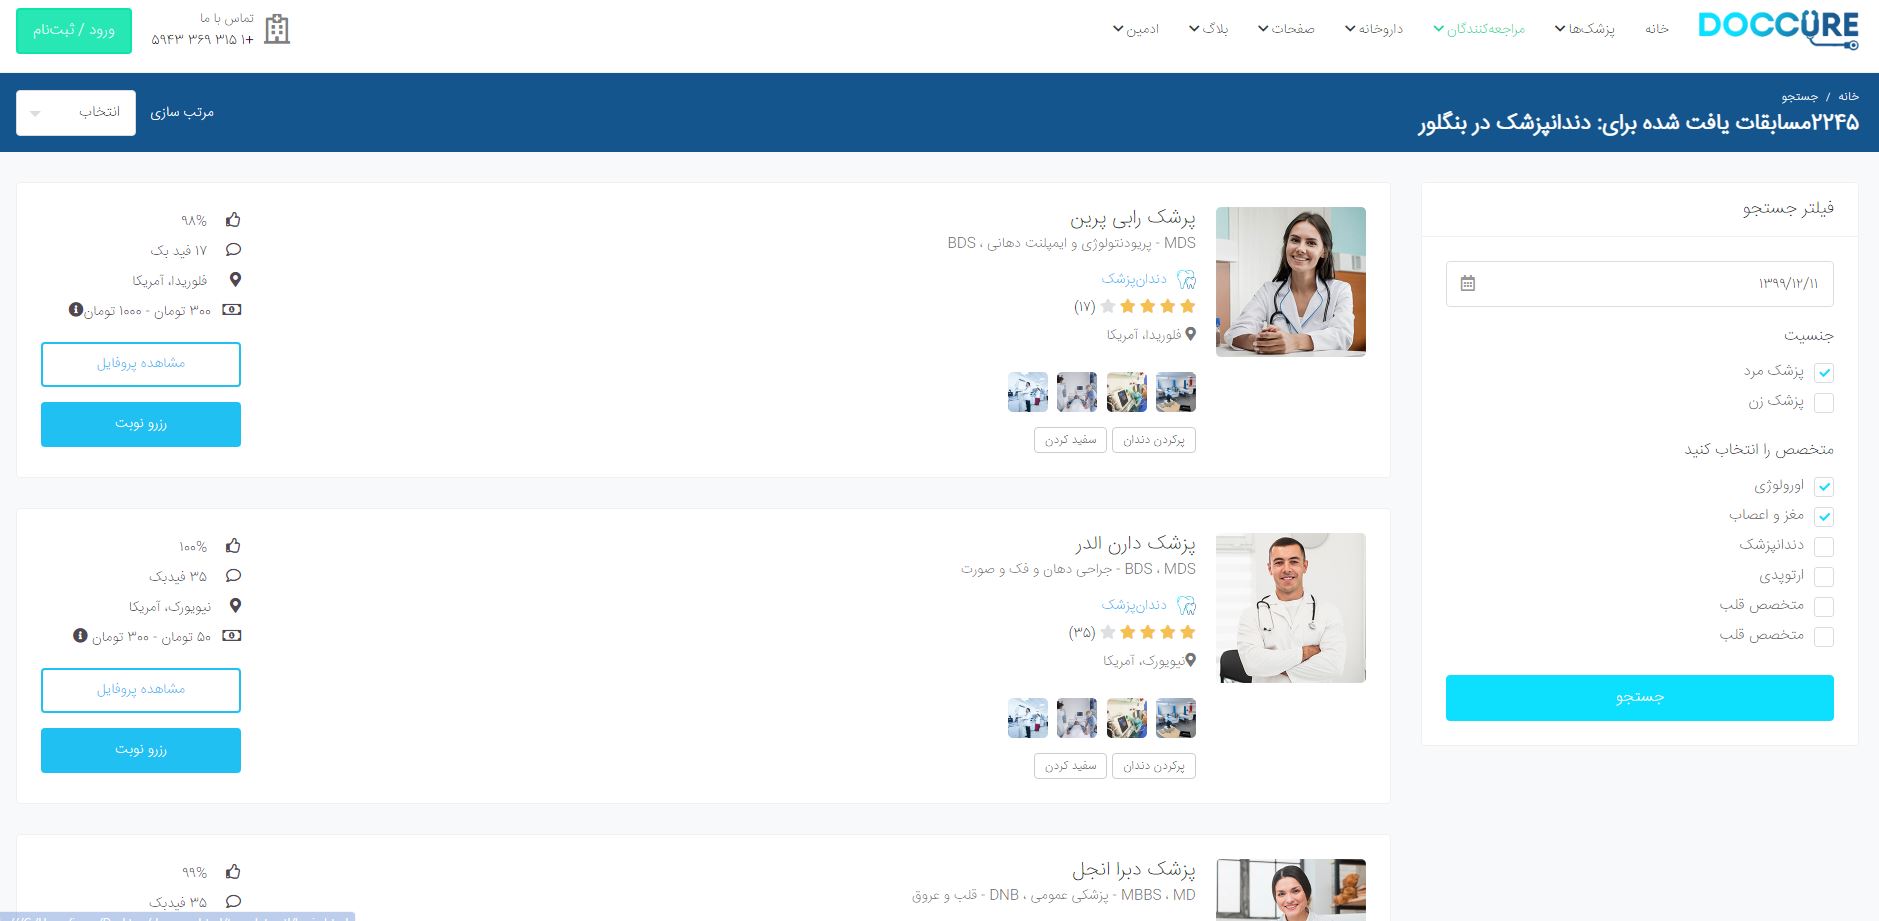 DOCCURE
خانه
پزشک‌ها
مراجعه‌کنندگان
داروخانه
صفحات
بلاگ
ادمین
تماس با ما
+۱ ۳۱۵ ۳۶۹ ۵۹۴۳
ورود / ثبت‌نام
خانه / جستجو
۲۲۴۵مسابقات یافت شده برای: دندانپزشک در بنگلور
مرتب سازی
انتخاب
فیلتر جستجو
۱۳۹۹/۱۲/۱۱
جنسیت
پزشک مرد
پزشک زن
متخصص را انتخاب کنید
اورولوژی
مغز و اعصاب
دندانپزشک
ارتوپدی
متخصص قلب
متخصص قلب
جستجو
پرشک رابی پرین
MDS - پریودنتولوژی و ایمپلنت دهانی ، BDS
دندان‌پزشک
(۱۷)
فلوریدا، آمریکا
پرکردن دندان
سفید کردن
۹۸%
۱۷ فید بک
فلوریدا، آمریکا
۳۰۰ تومان - ۱۰۰۰ تومان
مشاهده پروفایل
رزرو نوبت
پزشک دارن الدر
BDS ، MDS - جراحی دهان و فک و صورت
دندان‌پزشک
(۳۵)
نیویورک، آمریکا
پرکردن دندان
سفید کردن
۱۰۰%
۳۵ فیدبک
نیویورک، آمریکا
۵۰ تومان - ۳۰۰ تومان
مشاهده پروفایل
رزرو نوبت
پزشک دبرا انجل
MBBS ، MD - پزشکی عمومی ، DNB - قلب و عروق
۹۹%
۳۵ فیدبک